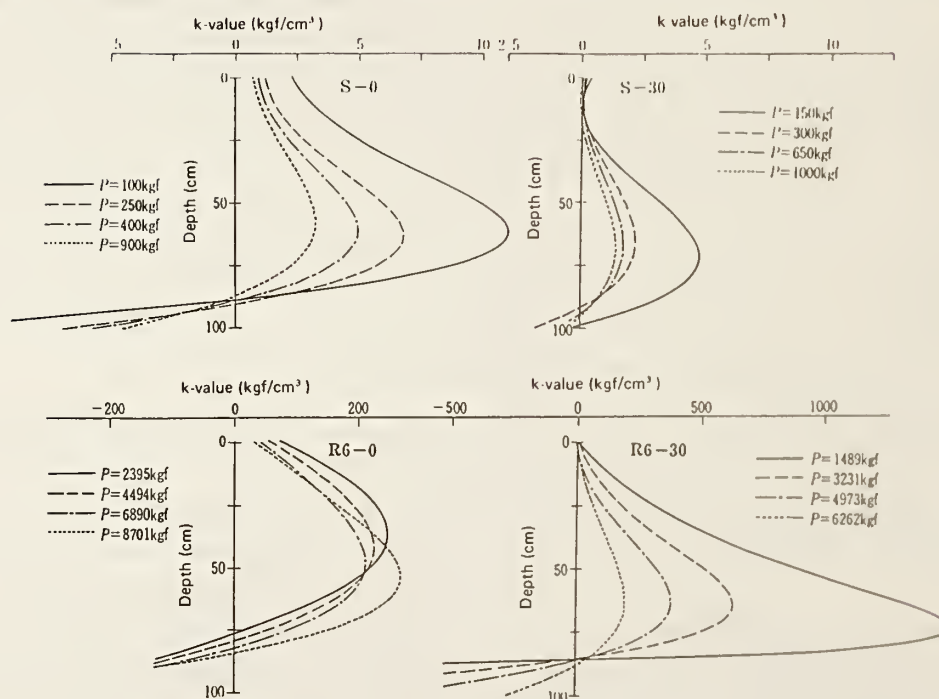 k-value (kgf/cm³)
k-value (kgf/cm³)
5 0 5 10
5 0 5 10
0
S-0
0
S-30
P=100kgf
P=250kgf
P=400kgf
P=900kgf
Depth (cm)
50
100
P=150kgf
P=300kgf
P=650kgf
P=1000kgf
Depth (cm)
50
100
k-value (kgf/cm³)
k-value (kgf/cm³)
-200 0 200
-500 0 500 1000
0
R6-0
0
R6-30
P=2395kgf
P=4494kgf
P=6890kgf
P=8701kgf
Depth (cm)
50
100
P=1489kgf
P=3231kgf
P=4973kgf
P=6262kgf
Depth (cm)
50
100